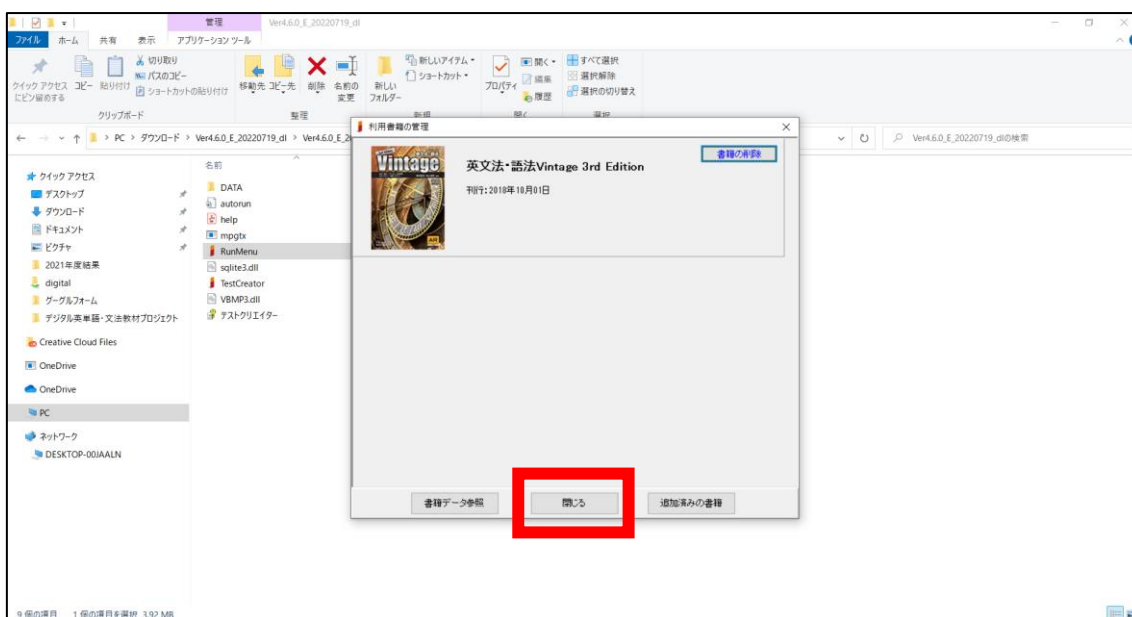 管理
Ver4.6.0_E_20220719_dl
ファイル ホーム 共有 表示 アプリケーション ツール
クイック アクセスにピン留めする
コピー
貼り付け
切り取り
パスのコピー
ショートカットの貼り付け
移動先
コピー先
削除
名前の変更
新しいフォルダー
新しいアイテム
ショートカット
プロパティ
開く
編集
履歴
すべて選択
選択解除
選択の切り替え
クリップボード
整理
新規
開く
選択
PC > ダウンロード > Ver4.6.0_E_20220719_dl > Ver4.6.0_E_2
Ver4.6.0_E_20220719_dlの検索
クイック アクセス
デスクトップ
ダウンロード
ドキュメント
ピクチャ
2021年度結果
digital
グーグルフォーム
デジタル英単語・文法教材プロジェクト
Creative Cloud Files
OneDrive
OneDrive
PC
ネットワーク
DESKTOP-00JAALN
名前
DATA
autorun
help
mpgtx
RunMenu
sqlite3.dll
TestCreator
VBMP3.dll
テストクリエイター
利用書籍の管理
Vintage
AR
英文法・語法Vintage 3rd Edition
刊行:2018年10月01日
書籍の削除
書籍データ参照
閉じる
追加済みの書籍
9 個の項目 1 個の項目を選択 3.92 MB